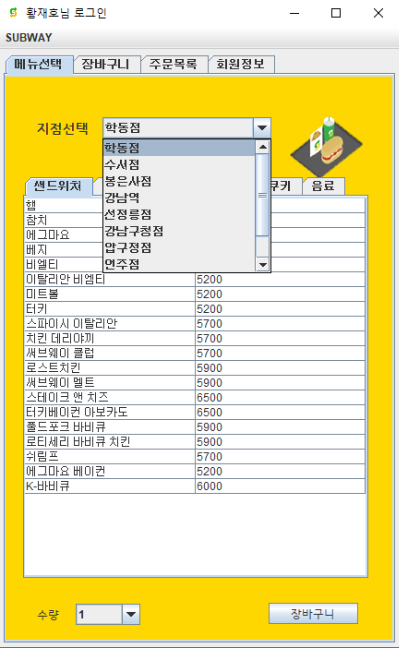 황재호님 로그인
SUBWAY
메뉴선택 장바구니 주문목록 회원정보
지점선택 학동점
학동점
수서점
봉은사점
강남역
선정릉점
강남구청점
압구정점
언주점
샌드위치 쿠키 음료
햄
참치
에그마요
베지
비엘티
이탈리안 비엠티 5200
미트볼 5200
터키 5200
스파이시 이탈리안 5700
치킨 데리야끼 5700
써브웨이 클럽 5700
로스트치킨 5900
써브웨이 멜트 5900
스테이크 앤 치즈 6500
터키베이컨 아보카도 6500
풀드포크 바비큐 5900
로티세리 바비큐 치킨 5900
쉬림프 5700
에그마요 베이컨 5200
K-바비큐 6000
수량 1 장바구니